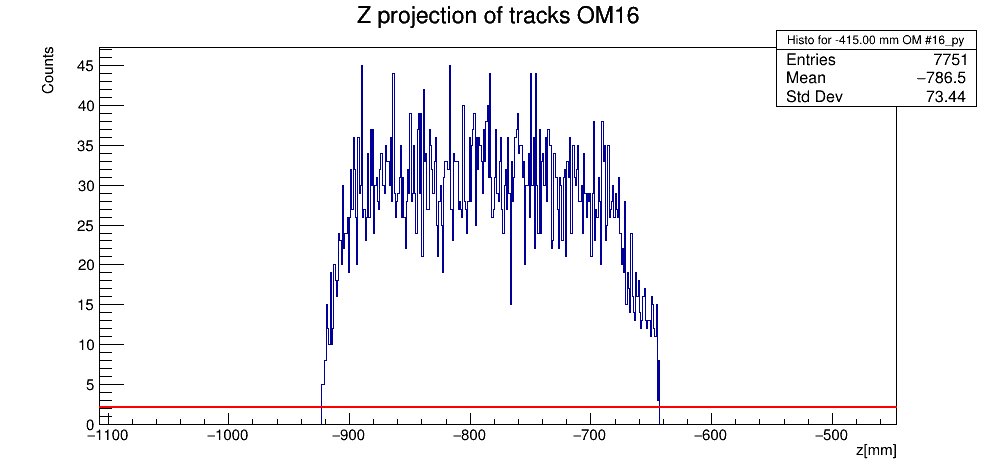 Z projection of tracks OM16
Histo for -415.00 mm OM #16_py
Entries 7751
Mean −786.5
Std Dev 73.44
Counts
45
40
35
30
25
20
15
10
5
0
−1100 −1000 −900 −800 −700 −600 −500
z[mm]